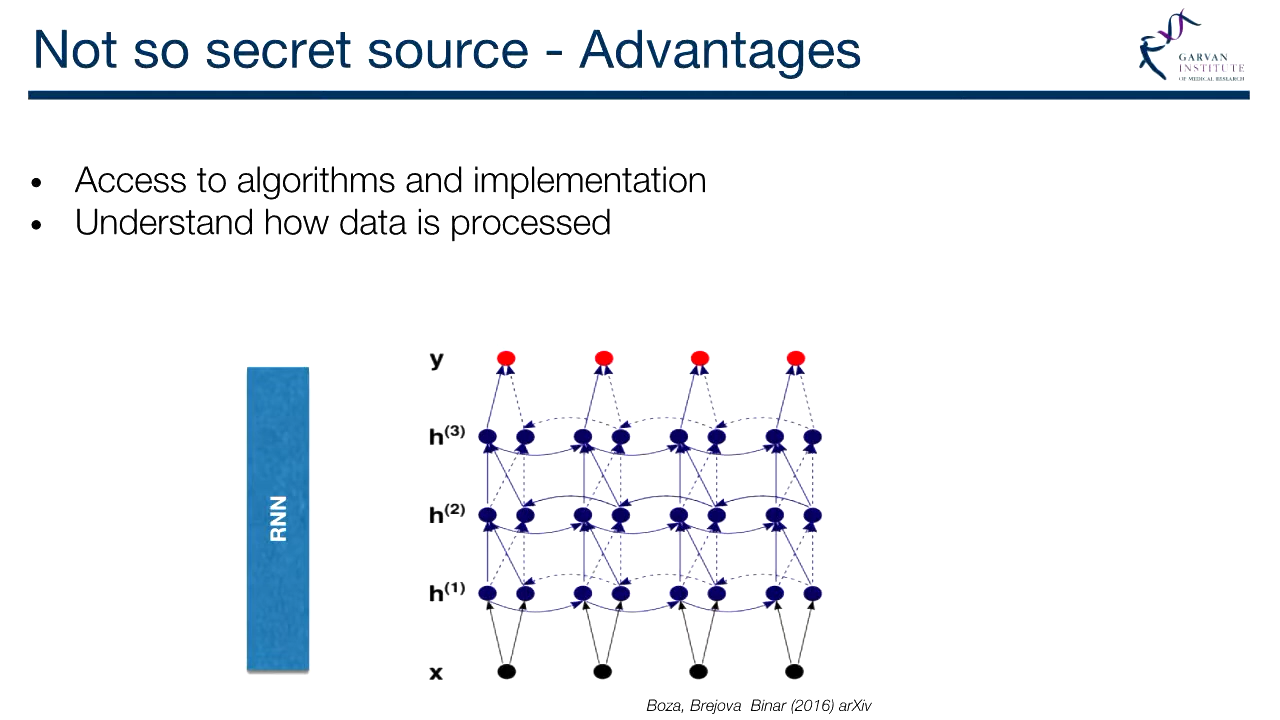 Not so secret source - Advantages
GARVAN
INSTITUTE
OF MEDICAL RESEARCH
• Access to algorithms and implementation
• Understand how data is processed
RNN
y
h(3)
h(2)
h(1)
x
Boza, Brejova Binar (2016) arXiv